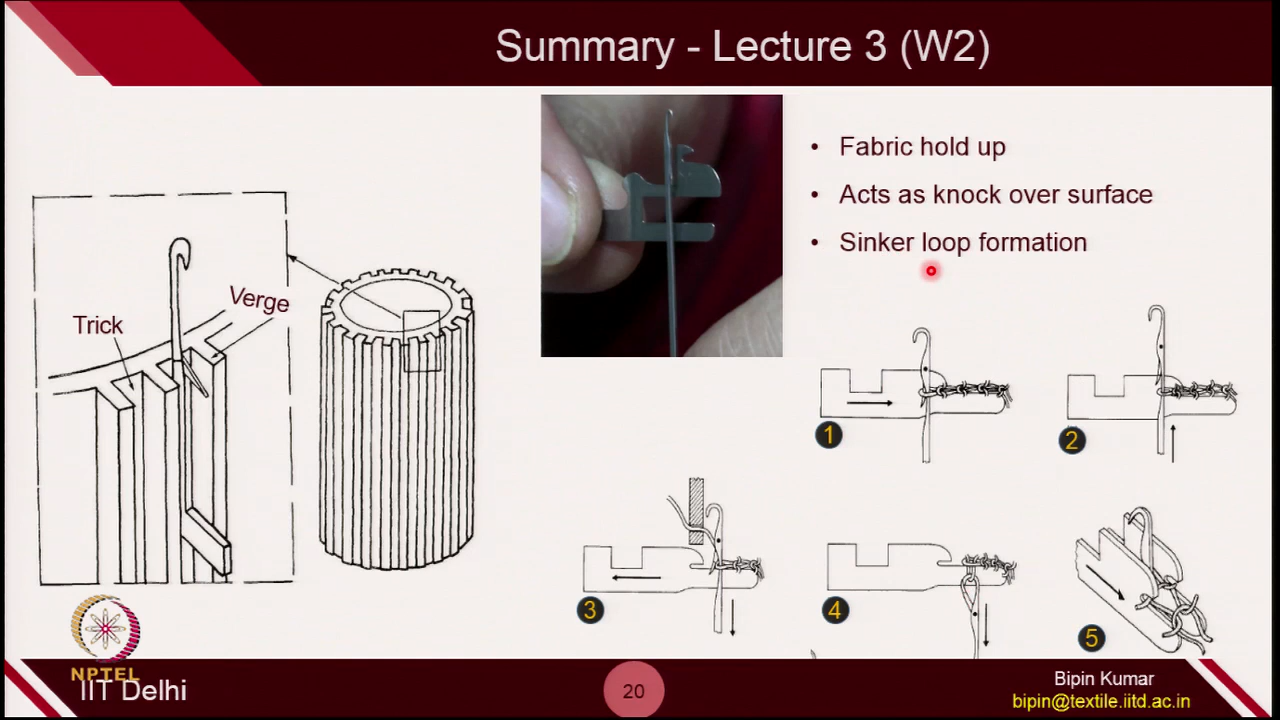 Summary - Lecture 3 (W2)
Fabric hold up
Acts as knock over surface
Sinker loop formation
Trick
Verge
1
2
3
4
5
NPTEL
IIT Delhi
20
Bipin Kumar
bipin@textile.iitd.ac.in